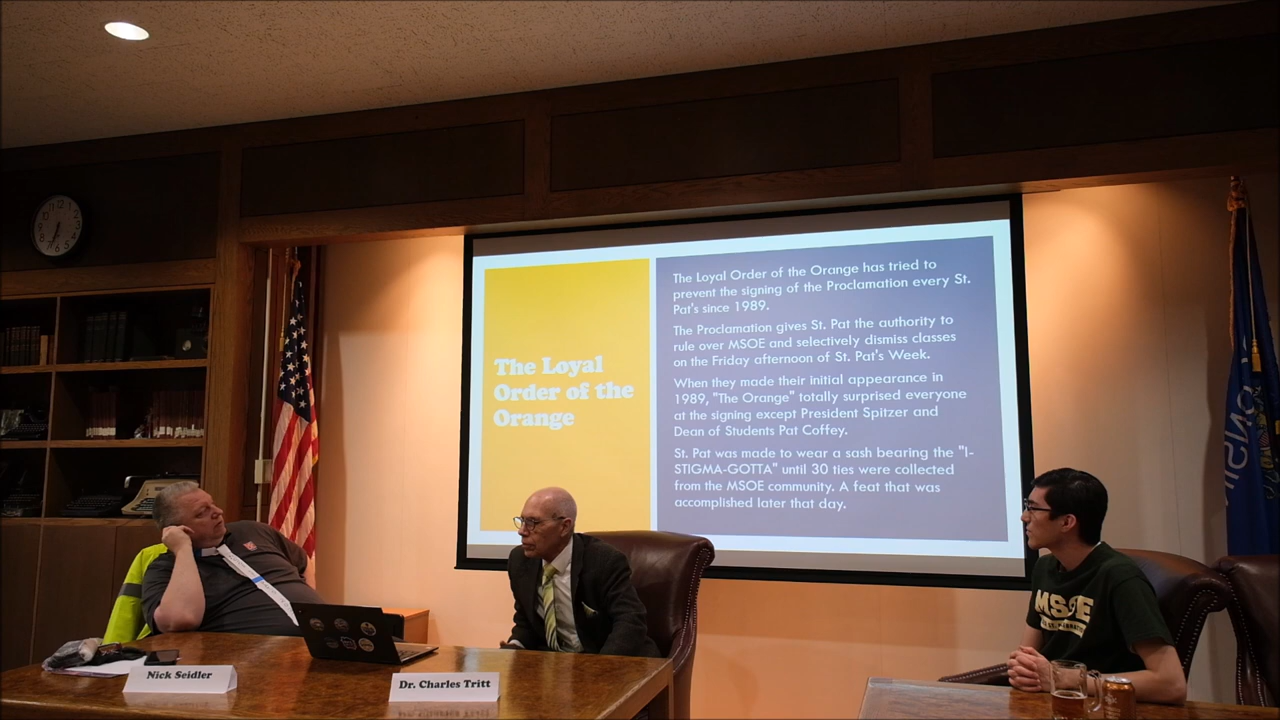 The Loyal
Order of the
Orange
The Loyal Order of the Orange has tried to
prevent the signing of the Proclamation every St.
Pat's since 1989.
The Proclamation gives St. Pat the authority to
rule over MSOE and selectively dismiss classes
on the Friday afternoon of St. Pat's Week.
When they made their initial appearance in
1989, "The Orange" totally surprised everyone
at the signing except President Spitzer and
Dean of Students Pat Coffey.
St. Pat was made to wear a sash bearing the "I-
STIGMA-GOTTA" until 30 ties were collected
from the MSOE community. A feat that was
accomplished later that day.
Nick Seidler
Dr. Charles Tritt
MSOE